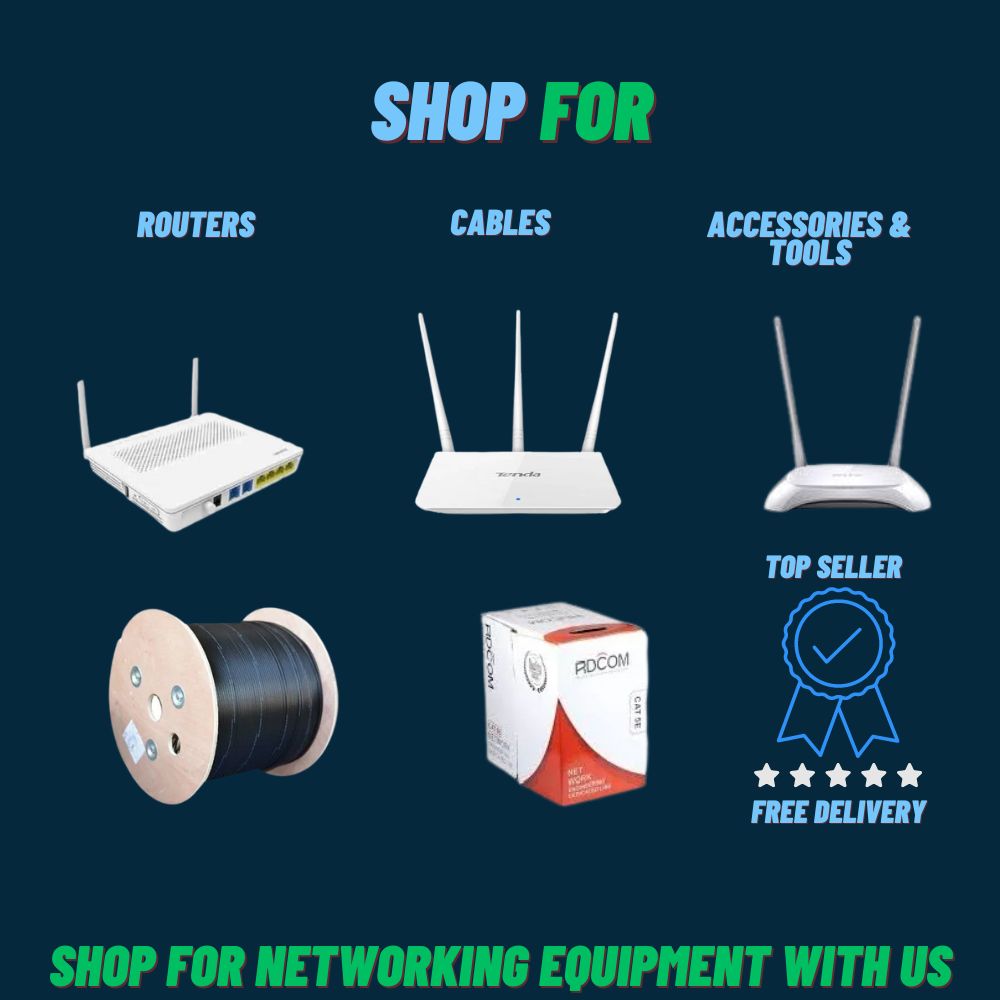 SHOP FOR
ROUTERS
CABLES
ACCESSORIES &
TOOLS
Tenda
TOP SELLER
RDCOM
RDCOM
CAT 5E
NET
WORK
FREE DELIVERY
SHOP FOR NETWORKING EQUIPMENT WITH US